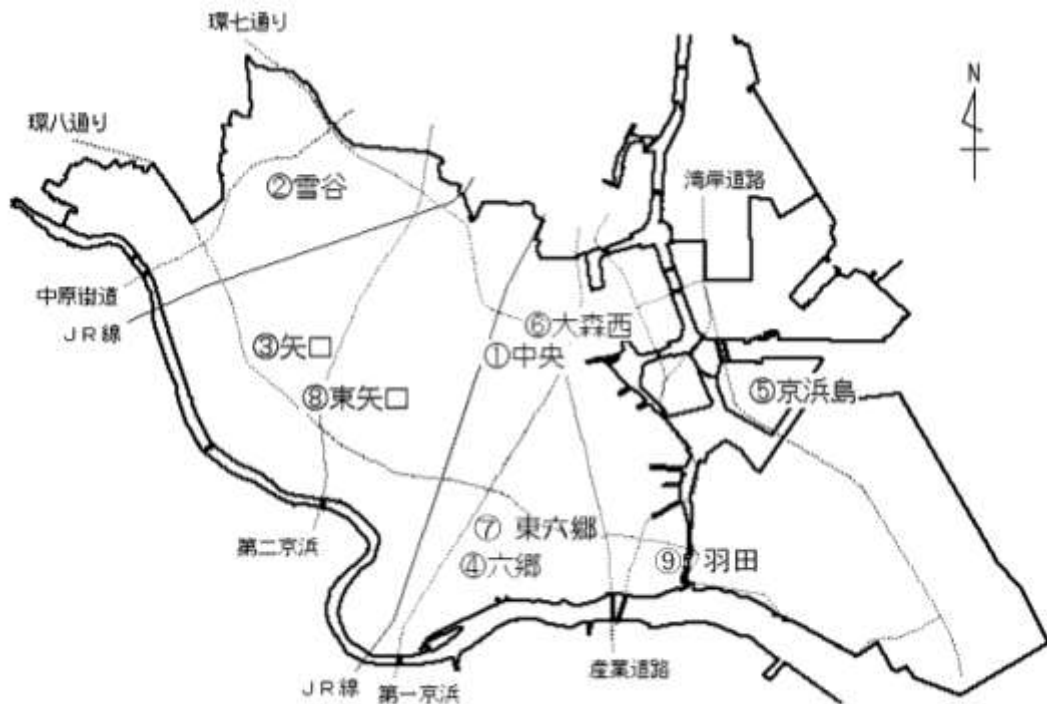 環七通り
環八通り
N
②雪谷
湾岸道路
中原街道
JR線
⑥大森西
③矢口
①中央
⑧東矢口
⑤京浜島
⑦ 東六郷
第二京浜
④六郷
⑨ 羽田
産業道路
JR線
第一京浜